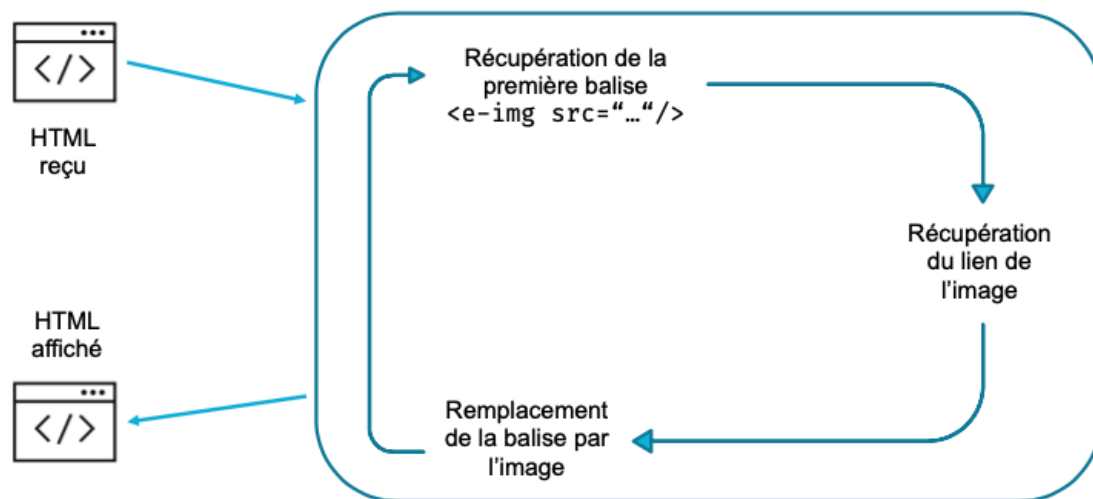 </>
HTML
reçu
Récupération de la
première balise
<e-img src=“…“/>
Récupération
du lien de
l’image
Remplacement
de la balise par
l’image
HTML
affiché
</>